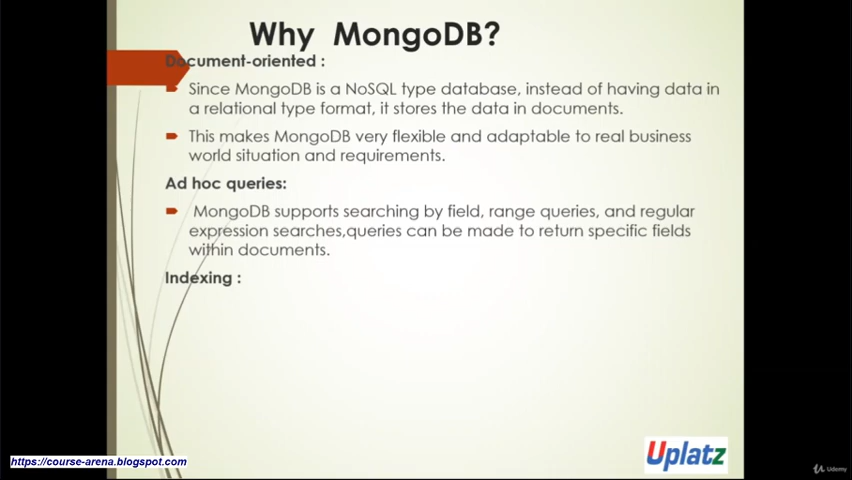 Why MongoDB?
Document-oriented :
Since MongoDB is a NoSQL type database, instead of having data in
a relational type format, it stores the data in documents.
This makes MongoDB very flexible and adaptable to real business
world situation and requirements.
Ad hoc queries:
MongoDB supports searching by field, range queries, and regular
expression searches,queries can be made to return specific fields
within documents.
Indexing :
Uplatz
https://course-arena.blogspot.com
Udemy